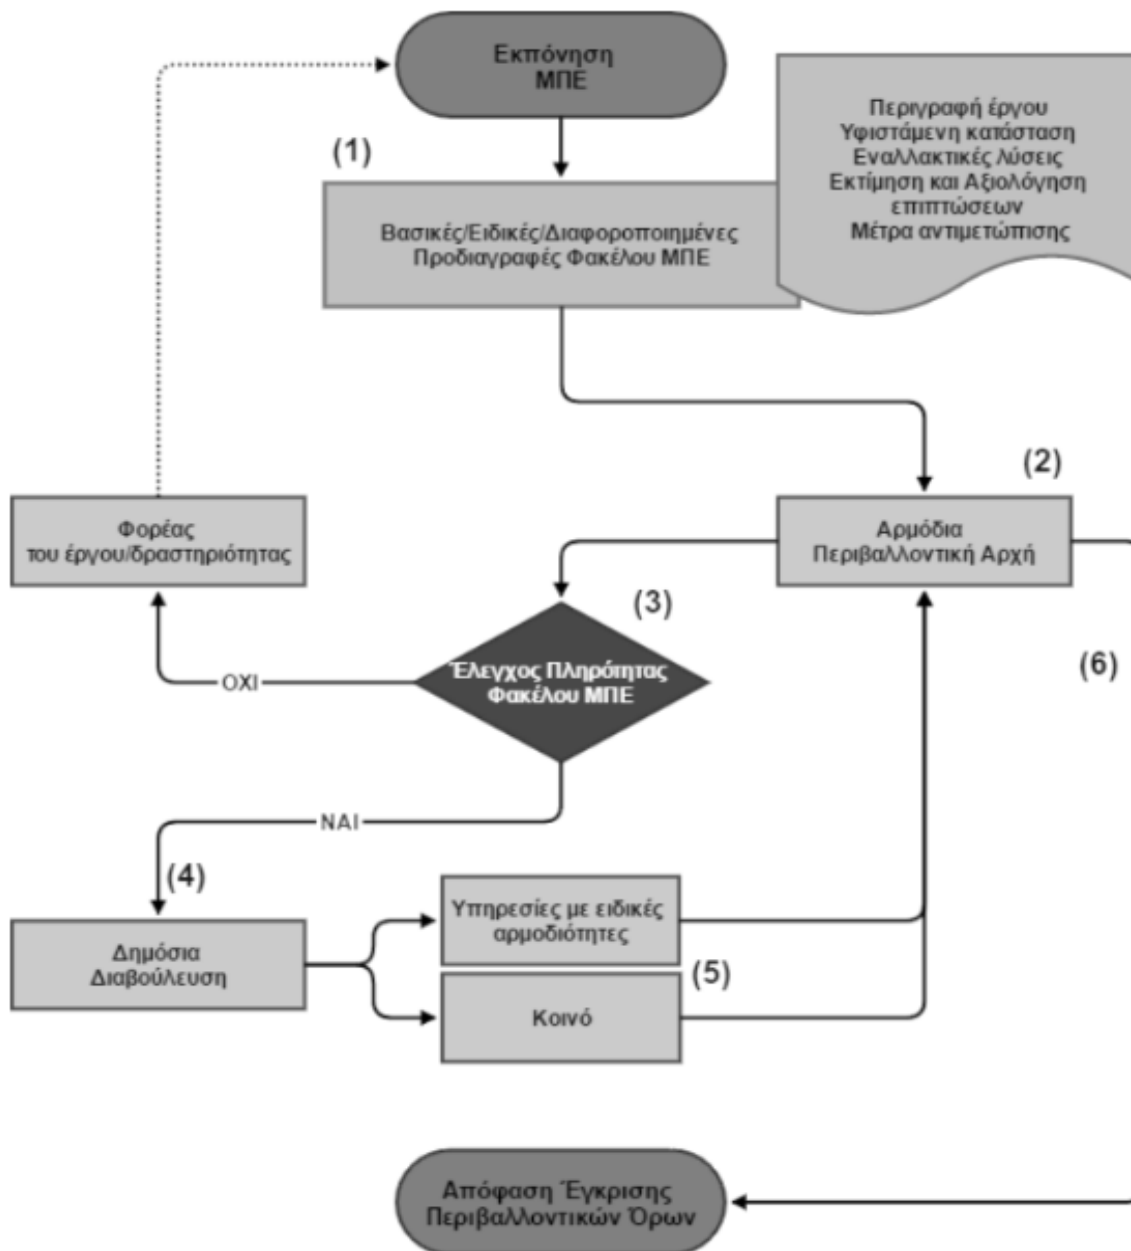 Εκπόνηση
ΜΠΕ
Περιγραφή έργου
Υφιστάμενη κατάσταση
Εναλλακτικές λύσεις
Εκτίμηση και Αξιολόγηση
επιπτώσεων
Μέτρα αντιμετώπισης
(1)
Βασικές/Ειδικές/Διαφοροποιημένες
Προδιαγραφές Φακέλου ΜΠΕ
(2)
Φορέας
του έργου/δραστηριότητας
Αρμόδια
Περιβαλλοντική Αρχή
(3)
Έλεγχος Πληρότητας
Φακέλου ΜΠΕ
(6)
ΟΧΙ
ΝΑΙ
(4)
Δημόσια
Διαβούλευση
Υπηρεσίες με ειδικές
αρμοδιότητες
(5)
Κοινό
Απόφαση Έγκρισης
Περιβαλλοντικών Όρων